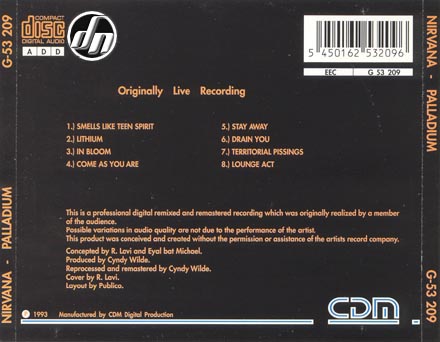 NIRVANA - PALLADIUM
G-53 209
COMPACT
disc
DIGITAL AUDIO
A D D
dn
5 450162 532096
EEC G 53 209
Originally Live Recording
1.) SMELLS LIKE TEEN SPIRIT
2.) LITHIUM
3.) IN BLOOM
4.) COME AS YOU ARE
5.) STAY AWAY
6.) DRAIN YOU
7.) TERRITORIAL PISSINGS
8.) LOUNGE ACT
This is a professional digital remixed and remastered recording which was originally realized by a member
of the audience.
Possible variations in audio quality are not due to the performance of the artist.
This product was conceived and created without the permission or assistance of the artists record company.
Concepted by R. Lavi and Eyal bat Michael.
Produced by Cyndy Wilde.
Reprocessed and remastered by Cyndy Wilde.
Cover by R. Lavi.
Layout by Publico.
P 1993 Manufactured by CDM Digital Production
CDM
NIRVANA - PALLADIUM
G-53 209